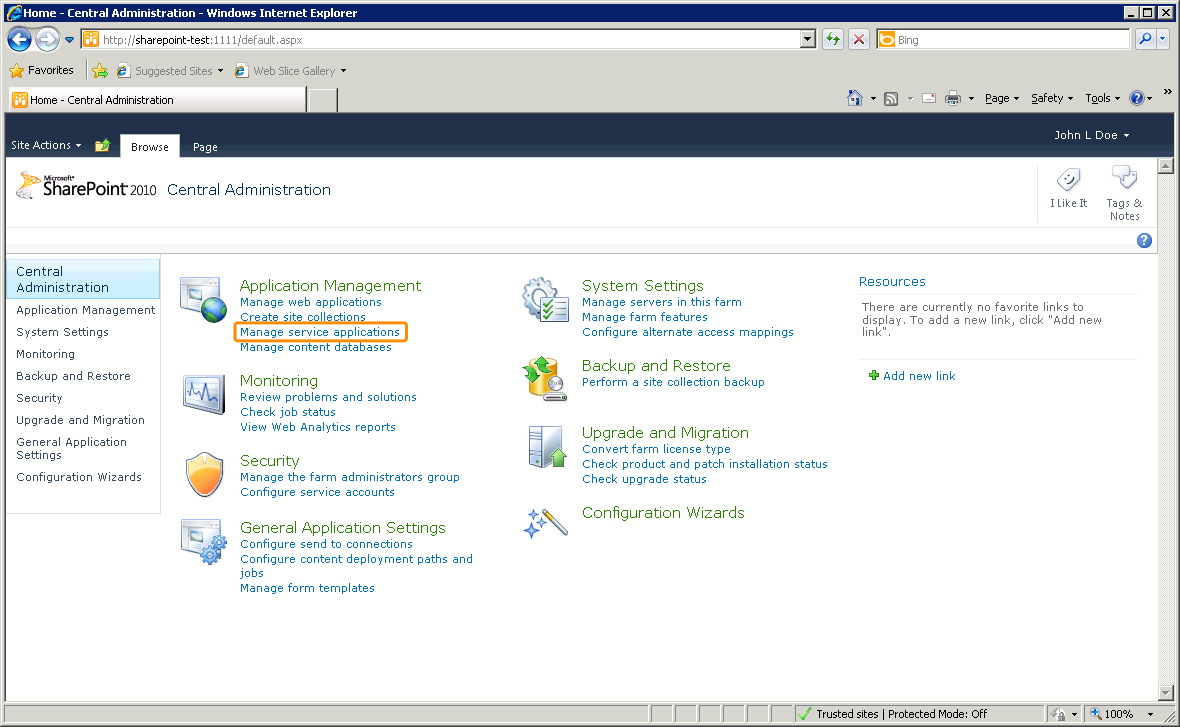 Home - Central Administration - Windows Internet Explorer
http://sharepoint-test:1111/default.aspx
Bing
Favorites
Suggested Sites
Web Slice Gallery
Home - Central Administration
Page
Safety
Tools
»
Site Actions
Browse
Page
John L Doe
Microsoft
SharePoint 2010
Central Administration
I Like It
Tags &
Notes
Central
Administration
Application Management
System Settings
Monitoring
Backup and Restore
Security
Upgrade and Migration
General Application
Settings
Configuration Wizards
Application Management
Manage web applications
Create site collections
Manage service applications
Manage content databases
Monitoring
Review problems and solutions
Check job status
View Web Analytics reports
Security
Manage the farm administrators group
Configure service accounts
General Application Settings
Configure send to connections
Configure content deployment paths and
jobs
Manage form templates
System Settings
Manage servers in this farm
Manage farm features
Configure alternate access mappings
Backup and Restore
Perform a site collection backup
Upgrade and Migration
Convert farm license type
Check product and patch installation status
Check upgrade status
Configuration Wizards
Resources
There are currently no favorite links to
display. To add a new link, click "Add new
link".
Add new link
Trusted sites | Protected Mode: Off
100%